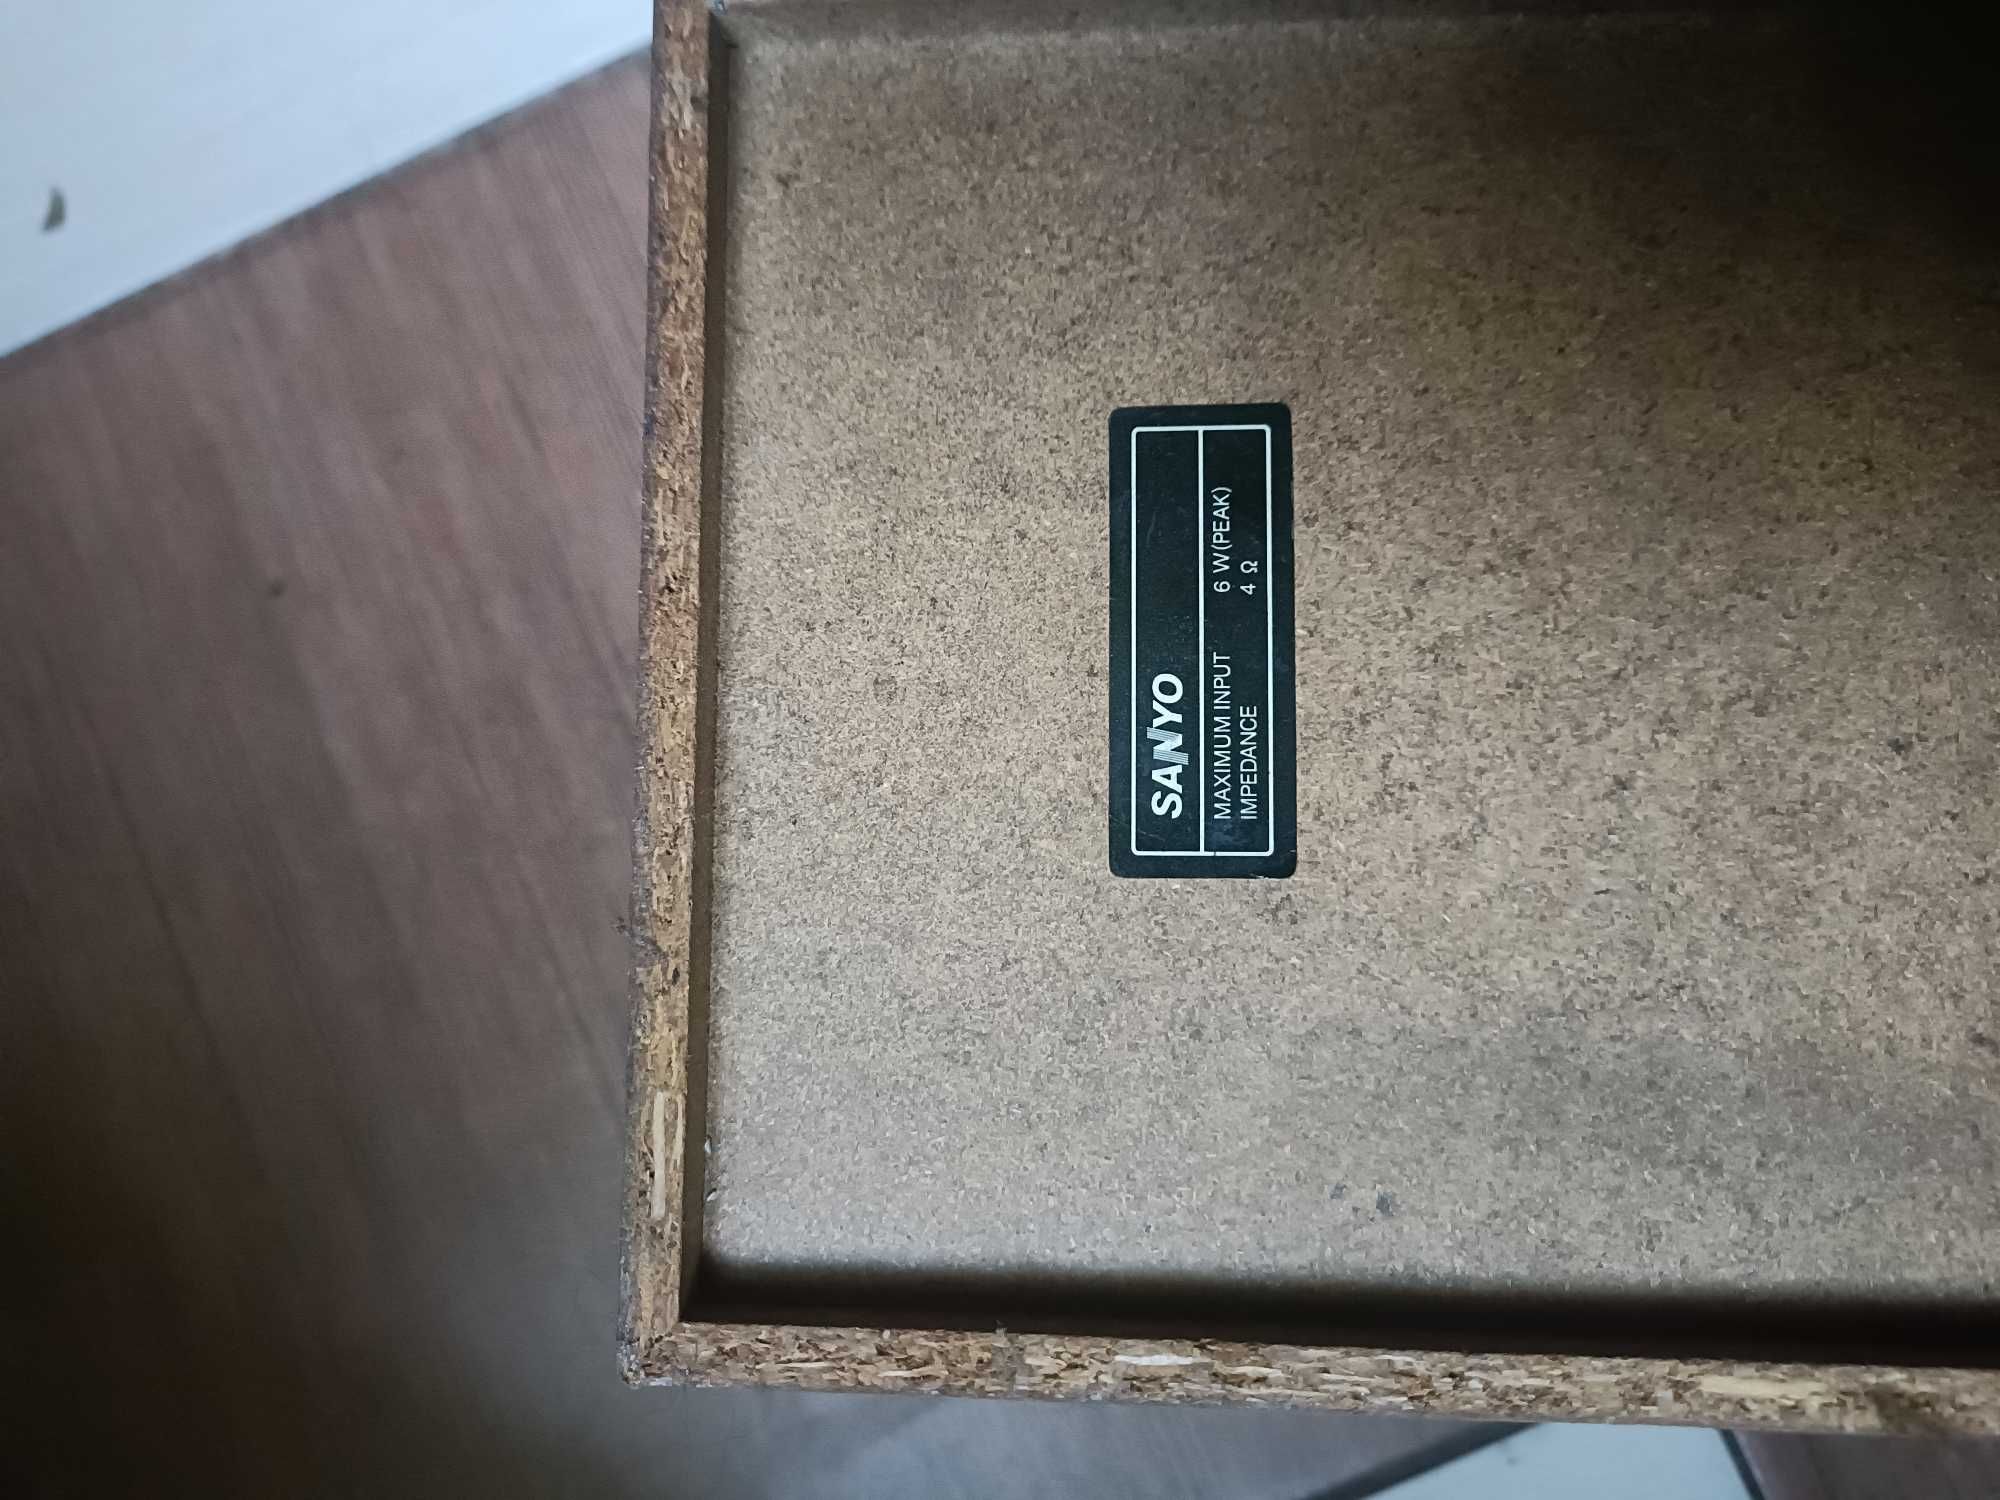 SANYO
MAXIMUM INPUT 6 W (PEAK)
IMPEDANCE 4 Ω